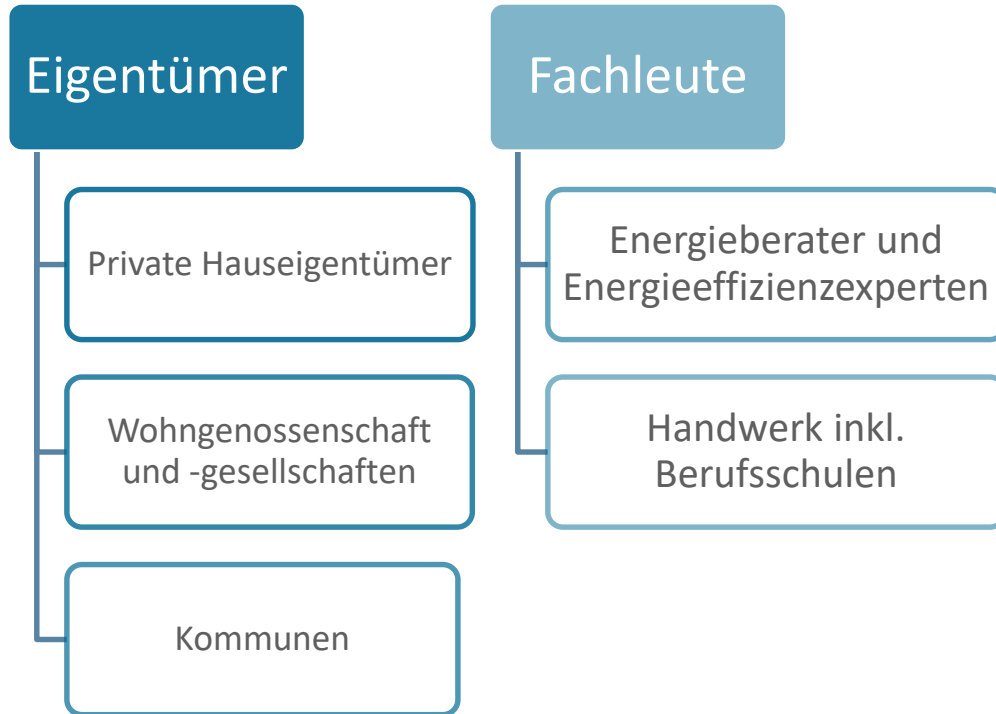 Eigentümer
Private Hauseigentümer
Wohngenossenschaft
und -gesellschaften
Kommunen
Fachleute
Energieberater und
Energieeffizienzexperten
Handwerk inkl.
Berufsschulen